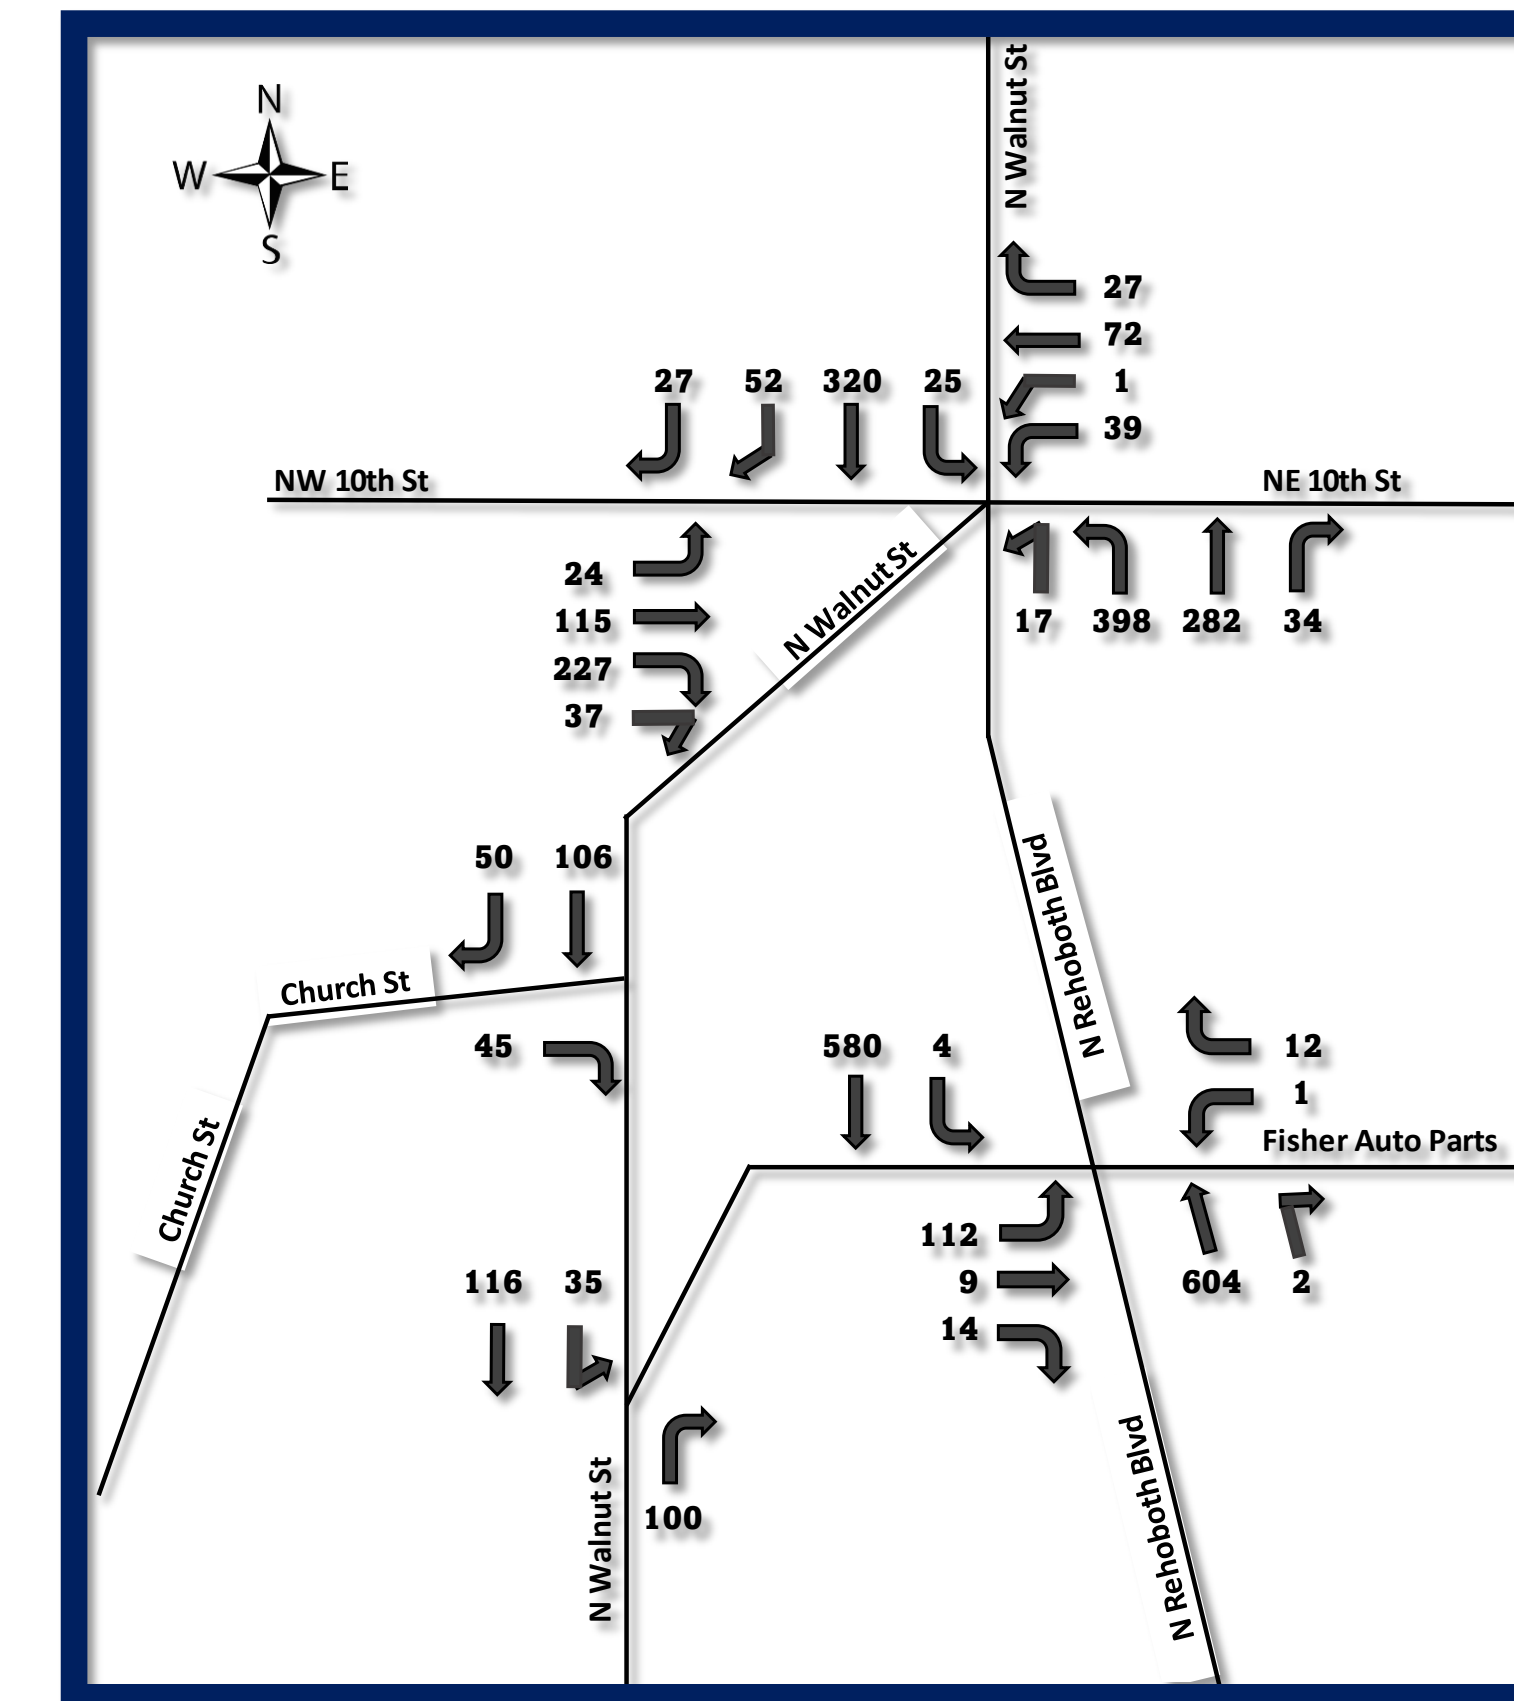 N
W E
S
N Walnut St
27
72
1
39
27 52 320 25
NW 10th St
NE 10th St
24
115
227
37
N Walnut St
17 398 282 34
50 106
N Rehoboth Blvd
Church St
45
580 4
12
1
Fisher Auto Parts
Church St
112
9
14
604 2
116 35
100
N Walnut St
N Rehoboth Blvd